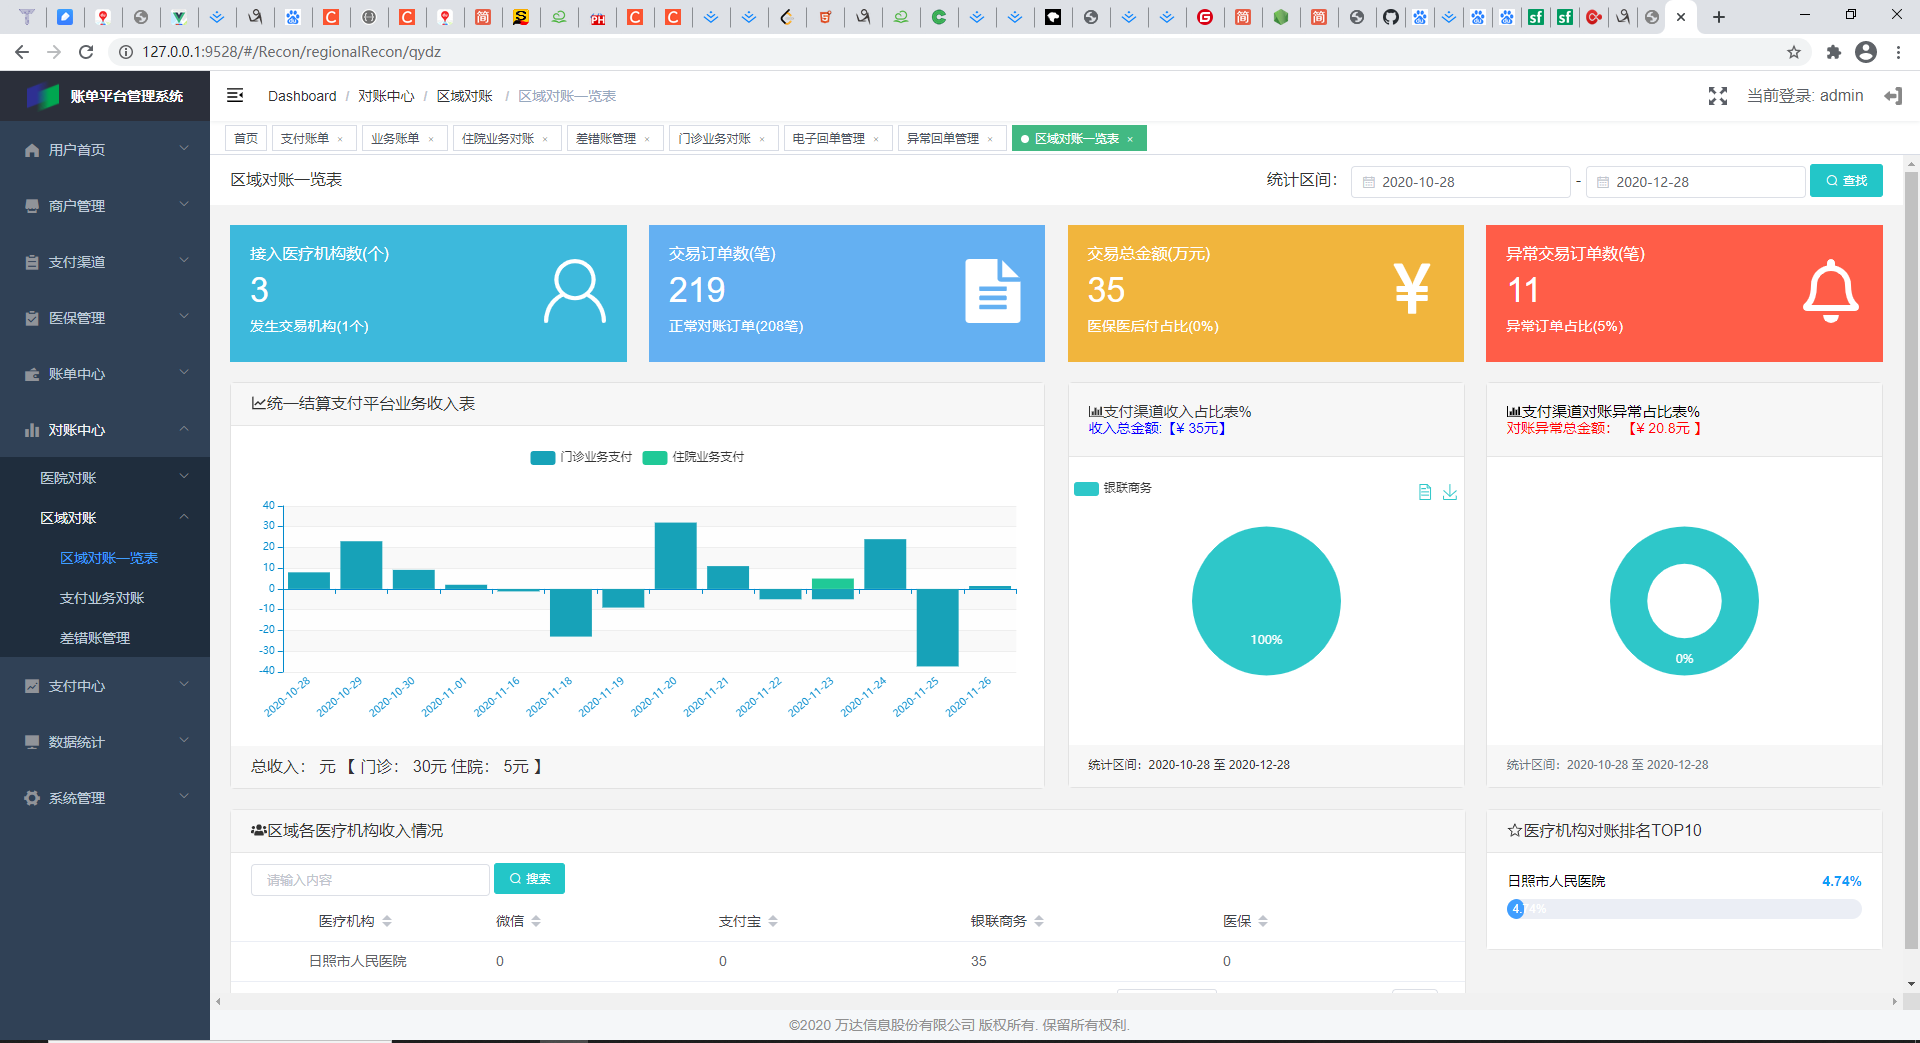 127.0.0.1:9528/#/Recon/regionalRecon/qydz
账单平台管理系统
Dashboard / 对账中心 / 区域对账 / 区域对账一览表
当前登录: admin
首页 支付账单 × 业务账单 × 住院业务对账 × 差错账管理 × 门诊业务对账 × 电子回单管理 × 异常回单管理 × 区域对账一览表 ×
用户首页
商户管理
支付渠道
医保管理
账单中心
对账中心
医院对账
区域对账
区域对账一览表
支付业务对账
差错账管理
支付中心
数据统计
系统管理
区域对账一览表
统计区间： 2020-10-28 - 2020-12-28 查找
接入医疗机构数(个)
3
发生交易机构(1个)
交易订单数(笔)
219
正常对账订单(208笔)
交易总金额(万元)
35
医保医后付占比(0%)
¥
异常交易订单数(笔)
11
异常订单占比(5%)
统一结算支付平台业务收入表
门诊业务支付 住院业务支付
40
30
20
10
0
-10
-20
-30
-40
2020-10-28 2020-10-29 2020-10-30 2020-11-01 2020-11-16 2020-11-18 2020-11-19 2020-11-20 2020-11-21 2020-11-22 2020-11-23 2020-11-24 2020-11-25 2020-11-26
总收入： 元 【 门诊： 30元 住院： 5元 】
支付渠道收入占比表%
收入总金额:【¥ 35元】
银联商务
100%
统计区间：2020-10-28 至 2020-12-28
支付渠道对账异常占比表%
对账异常总金额： 【¥ 20.8元 】
0%
统计区间：2020-10-28 至 2020-12-28
区域各医疗机构收入情况
请输入内容 搜索
医疗机构 微信 支付宝 银联商务 医保
日照市人民医院 0 0 35 0
医疗机构对账排名TOP10
日照市人民医院 4.74%
4.74%
©2020 万达信息股份有限公司 版权所有. 保留所有权利.